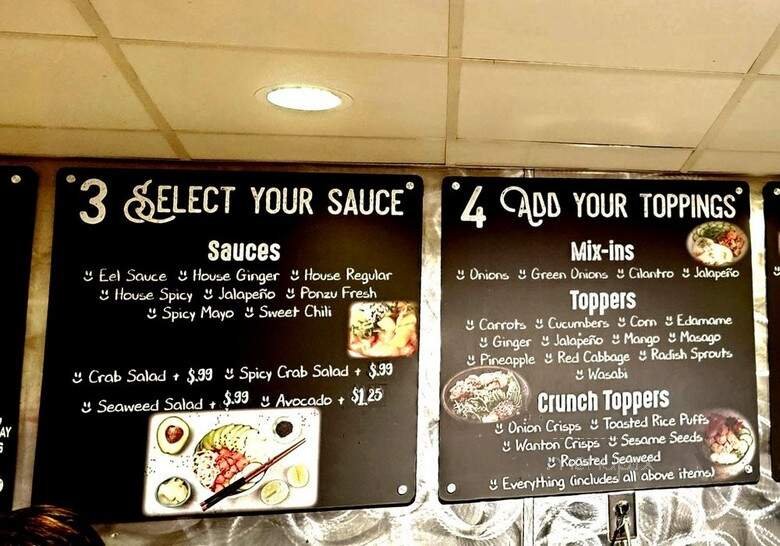 3 SELECT YOUR SAUCE
Sauces
Eel Sauce House Ginger House Regular
House Spicy Jalapeño Ponzu Fresh
Spicy Mayo Sweet Chili
Crab Salad + $.99 Spicy Crab Salad + $.99
Seaweed Salad + $.99 Avocado + $1.25
4 ADD YOUR TOPPINGS
Mix-ins
Onions Green Onions Cilantro Jalapeño
Toppers
Carrots Cucumbers Corn Edamame
Ginger Jalapeño Mango Masago
Pineapple Red Cabbage Radish Sprouts
Wasabi
Crunch Toppers
Onion Crisps Toasted Rice Puffs
Wanton Crisps Sesame Seeds
Roasted Seaweed
Everything (includes all above items)
AY